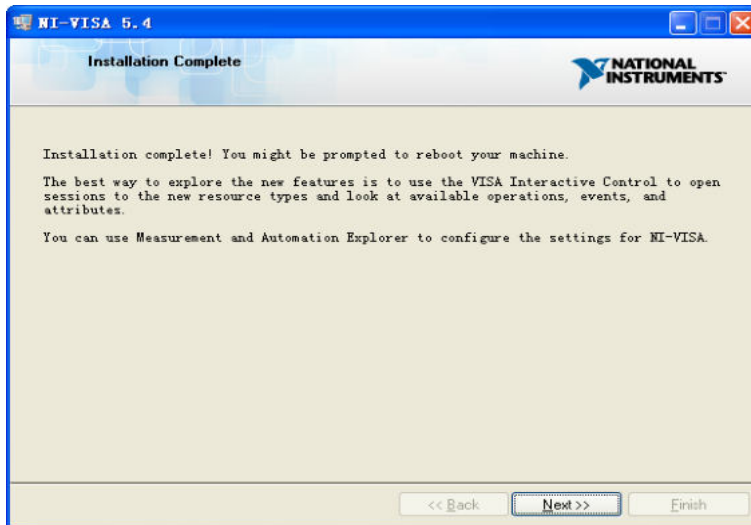 NI-VISA 5.4
Installation Complete
NATIONAL
INSTRUMENTS™
Installation complete! You might be prompted to reboot your machine.
The best way to explore the new features is to use the VISA Interactive Control to open
sessions to the new resource types and look at available operations, events, and
attributes.
You can use Measurement and Automation Explorer to configure the settings for NI-VISA.
<< Back
Next >>
Finish